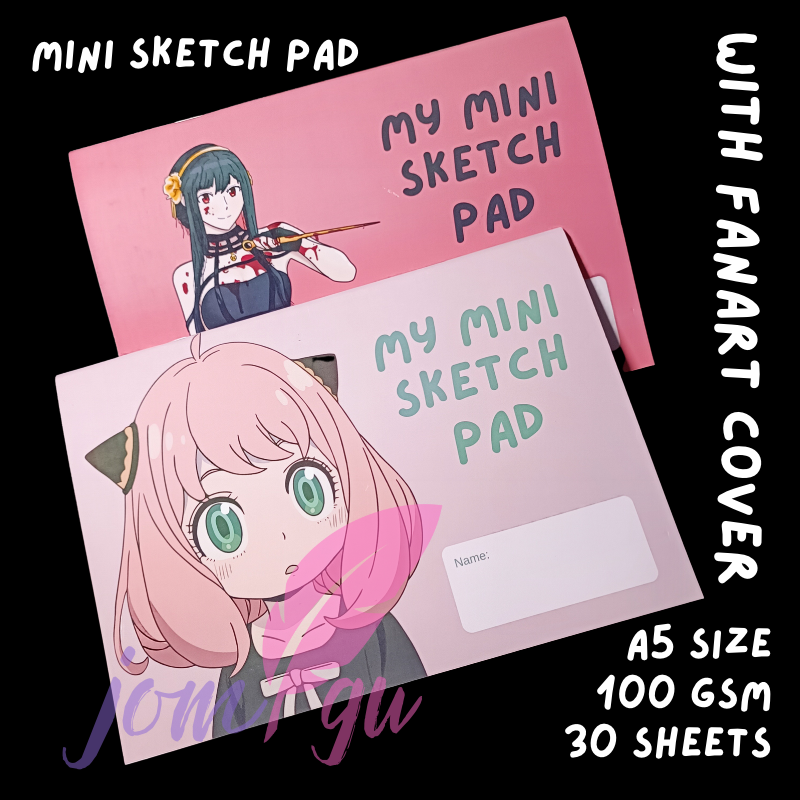 MINI SKETCH PAD
WITH FANART COVER
MY MINI
SKETCH
PAD
MY MINI
SKETCH
PAD
Name:
A5 SIZE
100 GSM
30 SHEETS